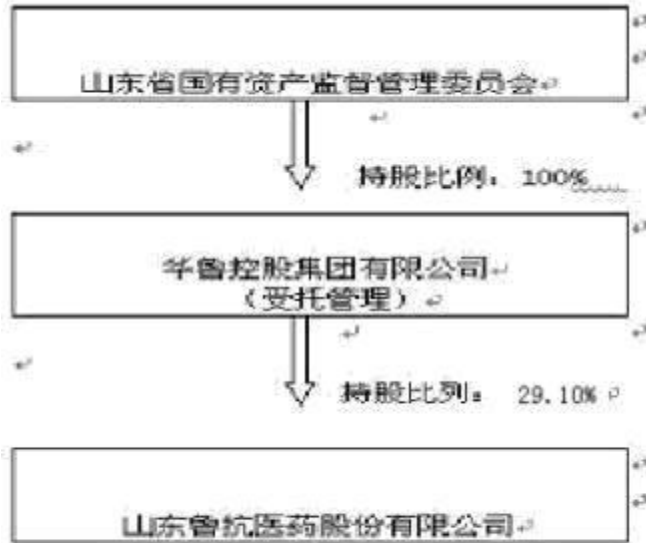 山东省国有资产监督管理委员会
持股比例：100%
华鲁控股集团有限公司
（受托管理）
持股比列：29.10%
山东鲁抗医药股份有限公司